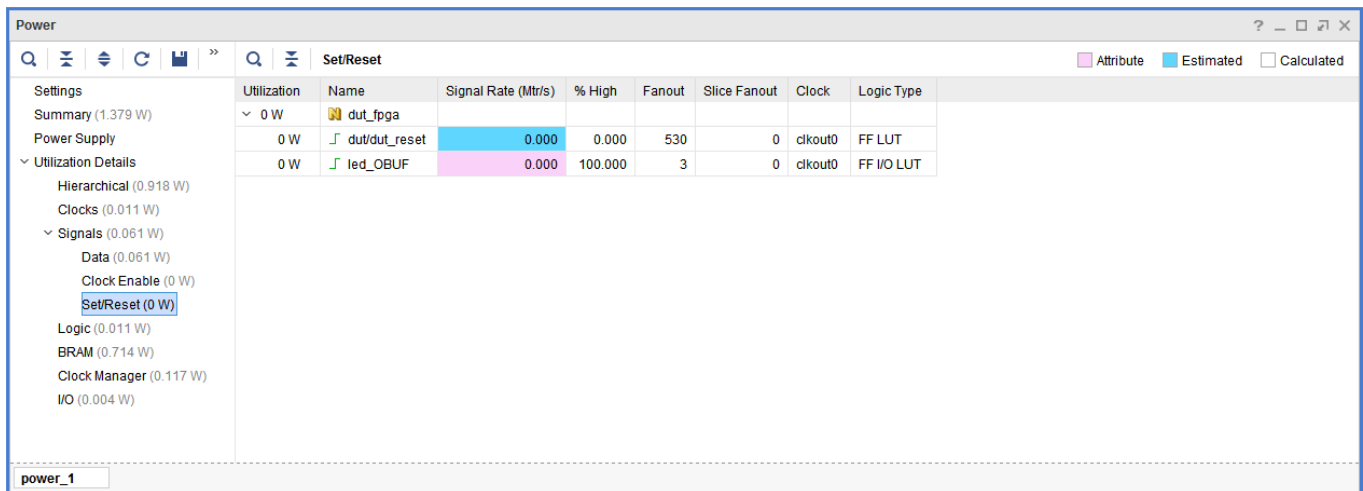 Power
Set/Reset
Attribute Estimated Calculated
Settings
Summary (1.379 W)
Power Supply
Utilization Details
Hierarchical (0.918 W)
Clocks (0.011 W)
Signals (0.061 W)
Data (0.061 W)
Clock Enable (0 W)
Set/Reset (0 W)
Logic (0.011 W)
BRAM (0.714 W)
Clock Manager (0.117 W)
I/O (0.004 W)
Utilization Name Signal Rate (Mtr/s) % High Fanout Slice Fanout Clock Logic Type
0 W dut_fpga
0 W dut/dut_reset 0.000 0.000 530 0 clkout0 FF LUT
0 W led_OBUF 0.000 100.000 3 0 clkout0 FF I/O LUT
power_1